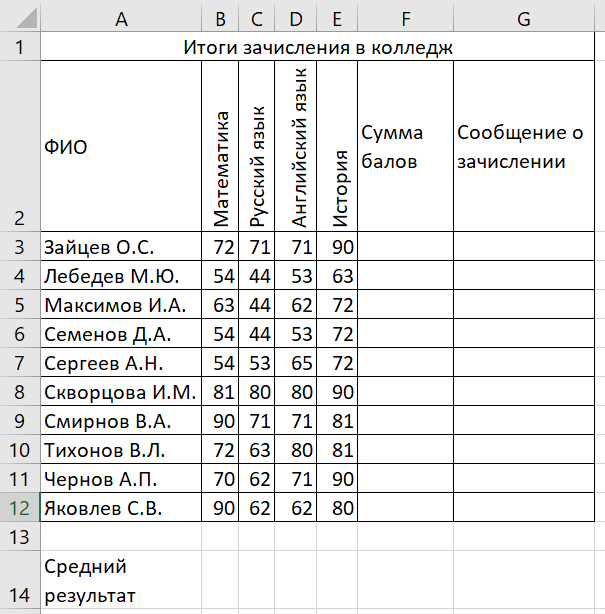 A B C D E F G
1 Итоги зачисления в колледж
2 ФИО Математика Русский язык Английский язык История Сумма балов Сообщение о зачислении
3 Зайцев О.С. 72 71 71 90
4 Лебедев М.Ю. 54 44 53 63
5 Максимов И.А. 63 44 62 72
6 Семенов Д.А. 54 44 53 72
7 Сергеев А.Н. 54 53 65 72
8 Скворцова И.М. 81 80 80 90
9 Смирнов В.А. 90 71 71 81
10 Тихонов В.Л. 72 63 80 81
11 Чернов А.П. 70 62 71 90
12 Яковлев С.В. 90 62 62 80
13
14 Средний результат